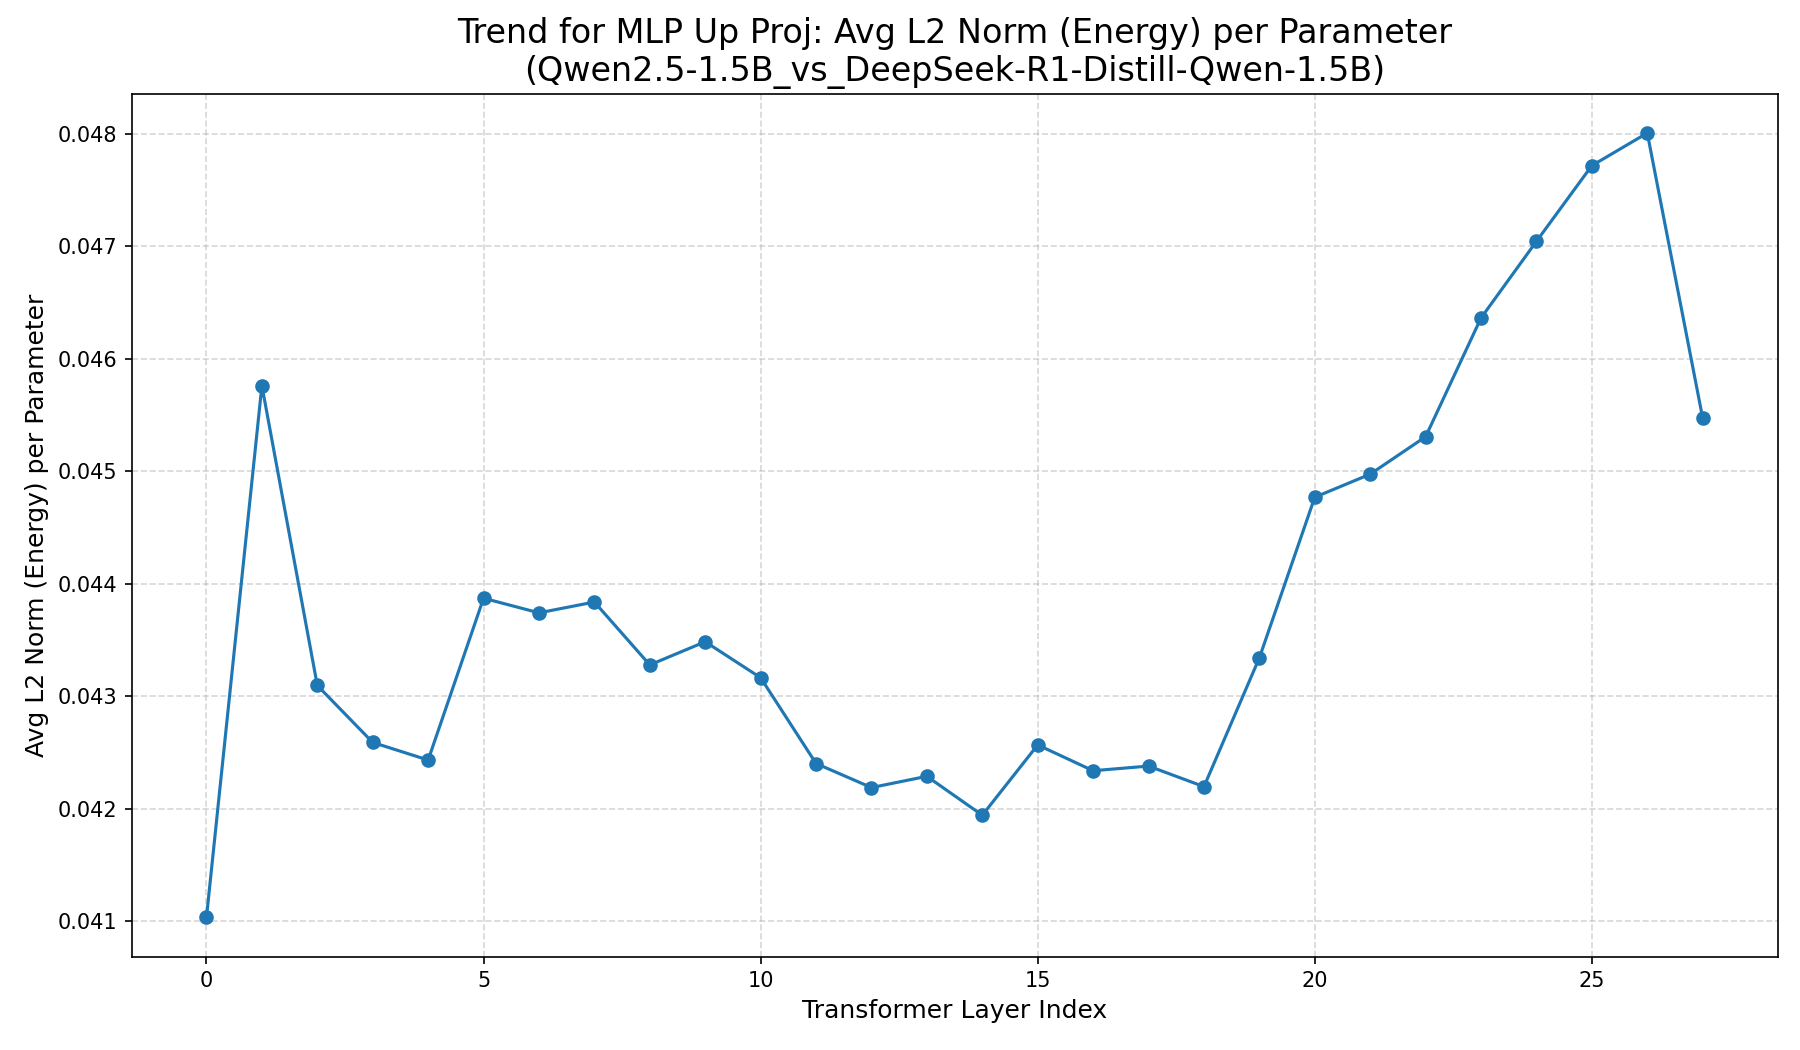 Trend for MLP Up Proj: Avg L2 Norm (Energy) per Parameter
(Qwen2.5-1.5B_vs_DeepSeek-R1-Distill-Qwen-1.5B)
Avg L2 Norm (Energy) per Parameter
0.048
0.047
0.046
0.045
0.044
0.043
0.042
0.041
0 5 10 15 20 25
Transformer Layer Index